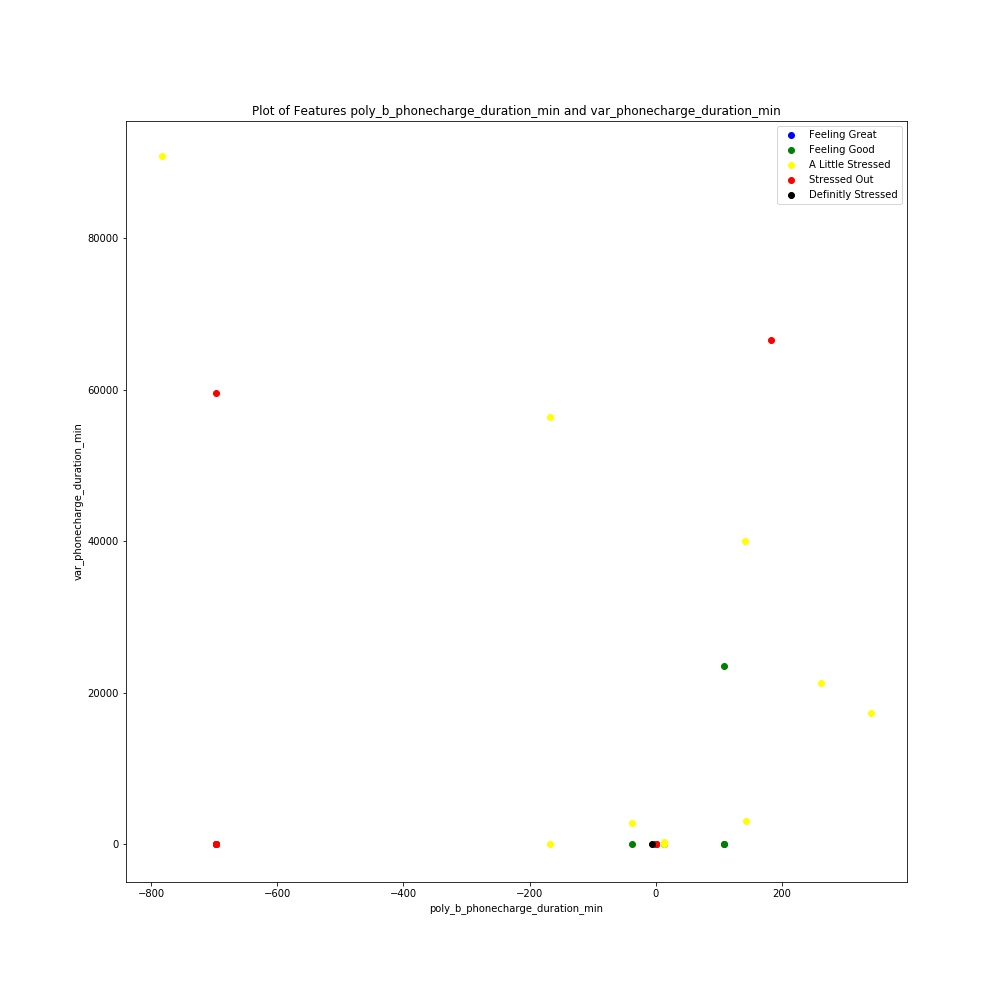 Plot of Features poly_b_phonecharge_duration_min and var_phonecharge_duration_min
Feeling Great
Feeling Good
A Little Stressed
Stressed Out
Definitly Stressed
80000
60000
40000
20000
0
var_phonecharge_duration_min
−800
−600
−400
−200
0
200
poly_b_phonecharge_duration_min